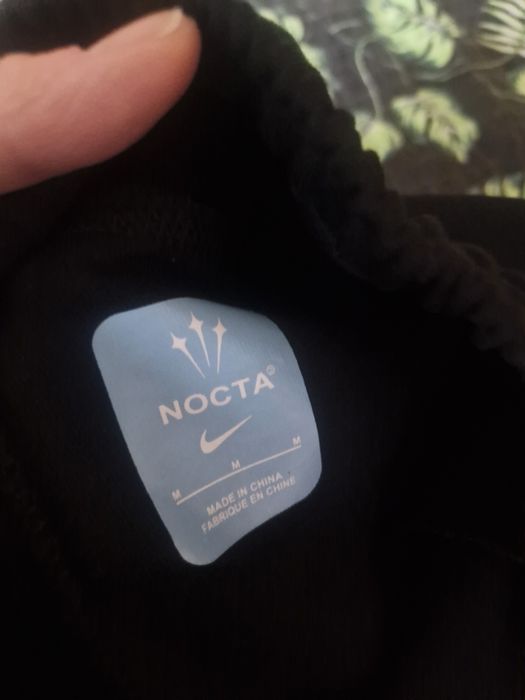 NOCTA®
M M M
MADE IN CHINA
FABRIQUE EN CHINE